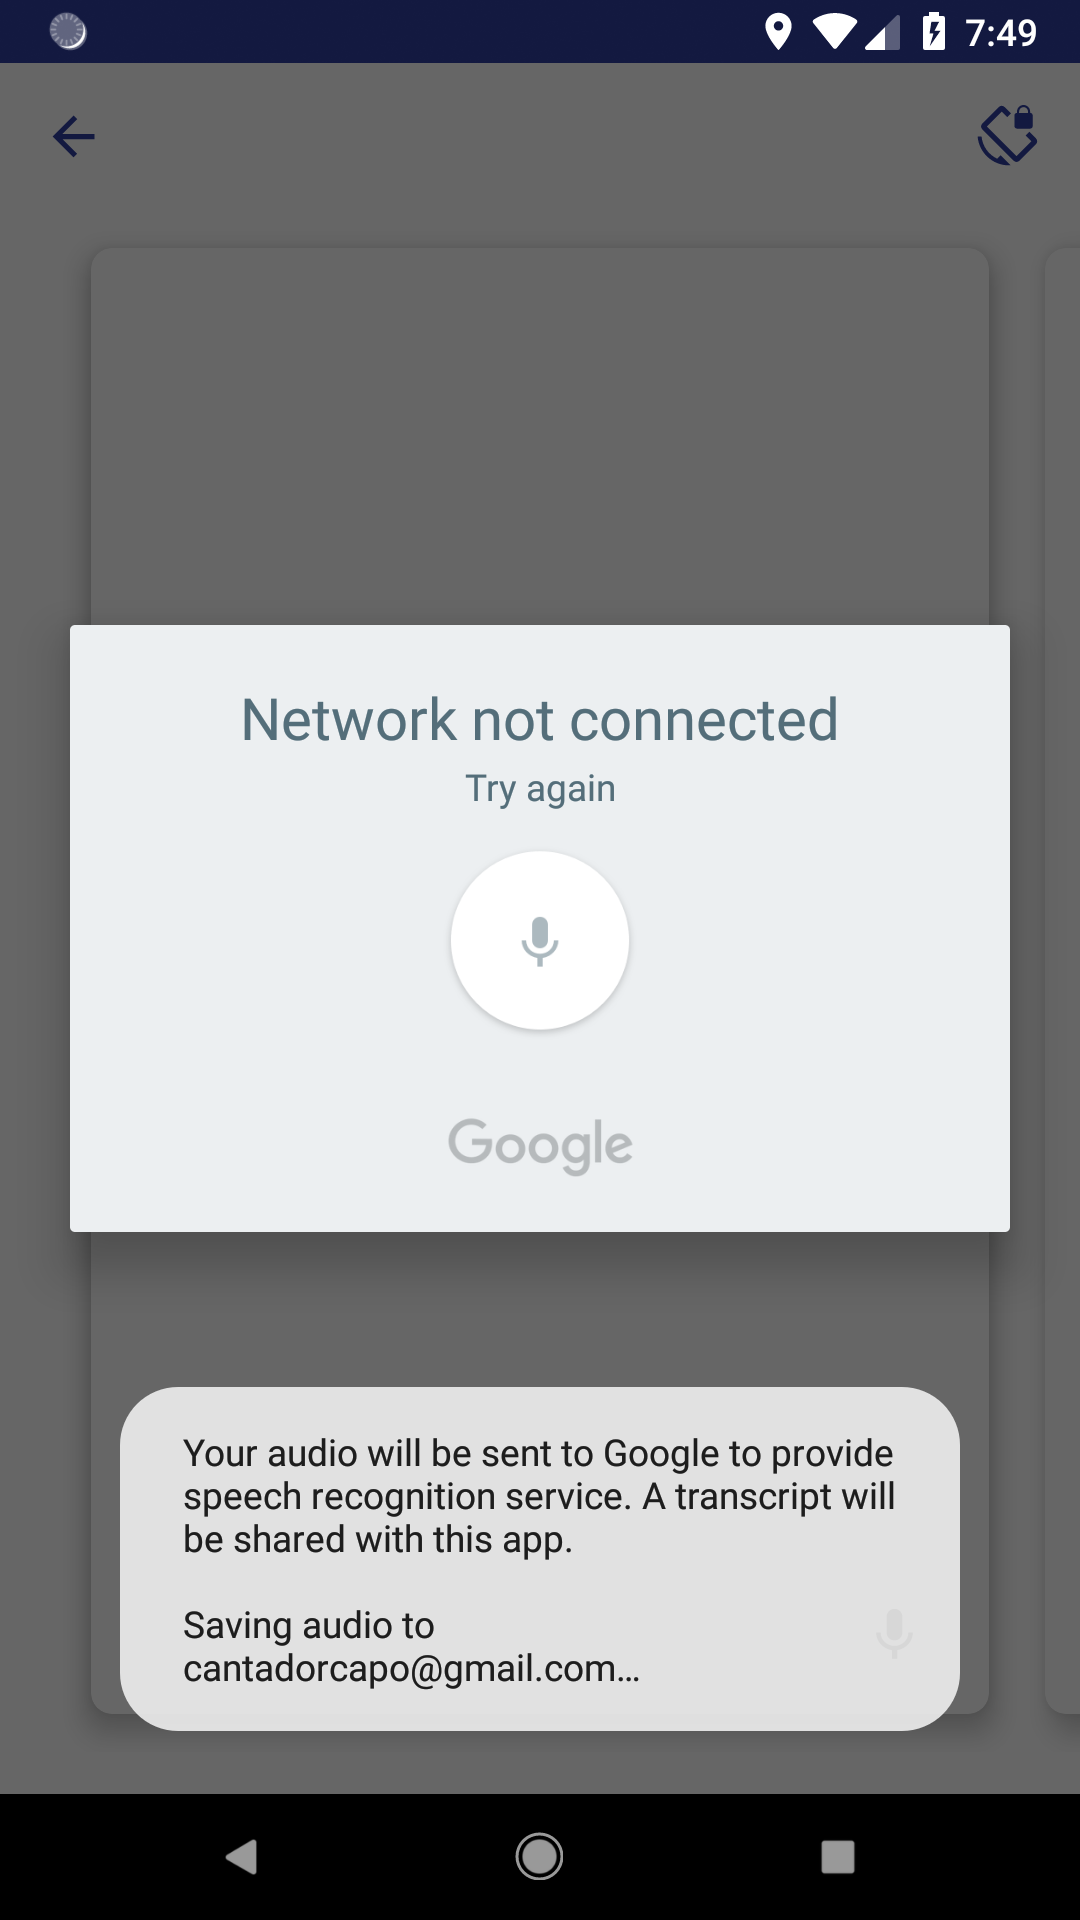 7:49
Network not connected
Try again
Google
Your audio will be sent to Google to provide
speech recognition service. A transcript will
be shared with this app.
Saving audio to
cantadorcapo@gmail.com…